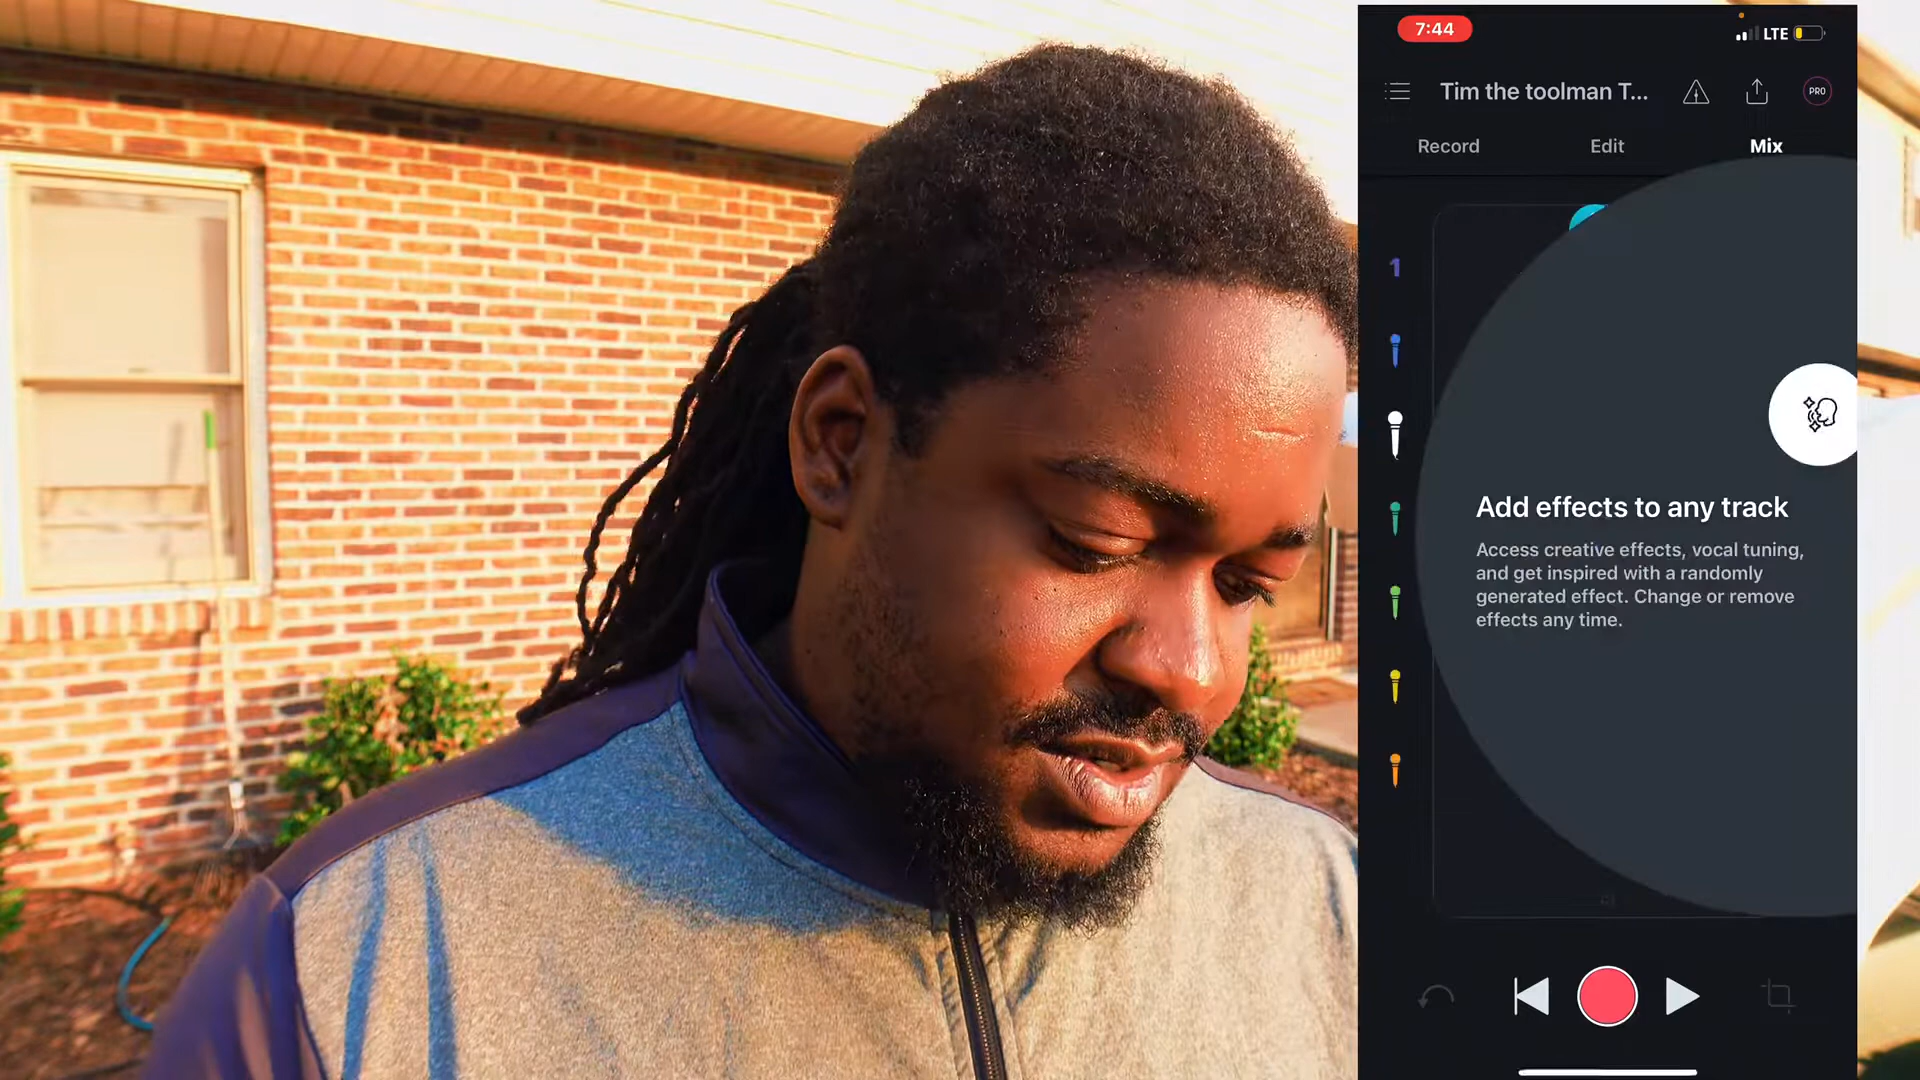 7:44
LTE
Tim the toolman T...
PRO
Record
Edit
Mix
1
Add effects to any track
Access creative effects, vocal tuning,
and get inspired with a randomly
generated effect. Change or remove
effects any time.